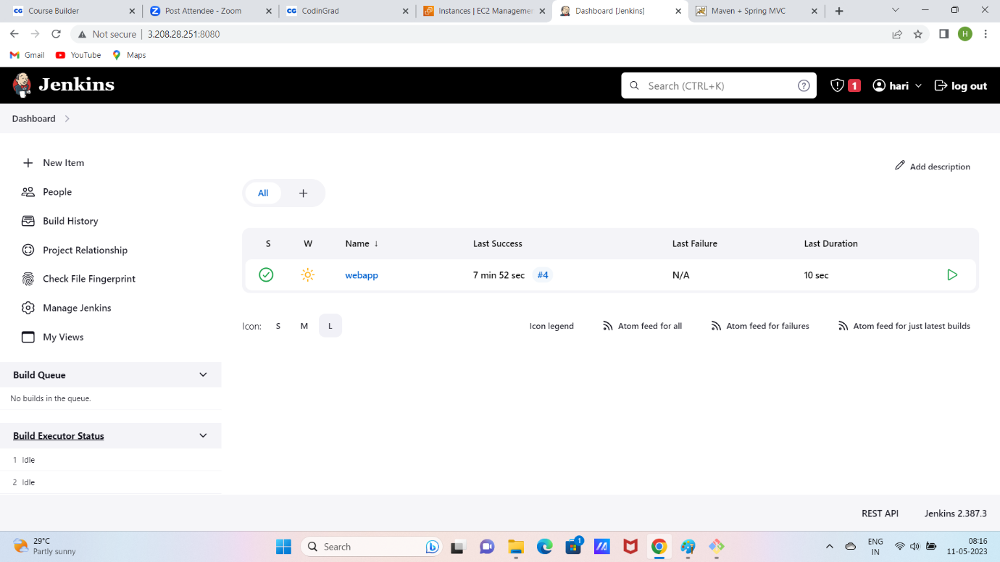 Course Builder
Post Attendee - Zoom
CodinGrad
Instances | EC2 Managemer
Dashboard [Jenkins]
Maven + Spring MVC
Not secure | 3.208.28.251:8080
H
Gmail
YouTube
Maps
Jenkins
Search (CTRL+K)
1
hari
log out
Dashboard
New Item
People
Build History
Project Relationship
Check File Fingerprint
Manage Jenkins
My Views
Build Queue
No builds in the queue.
Build Executor Status
1 Idle
2 Idle
Add description
All +
S W Name ↓ Last Success Last Failure Last Duration
webapp 7 min 52 sec #4 N/A 10 sec
Icon: S M L
Icon legend
Atom feed for all
Atom feed for failures
Atom feed for just latest builds
REST API
Jenkins 2.387.3
29°C
Partly sunny
Search
1
ENG
IN
08:16
11-05-2023